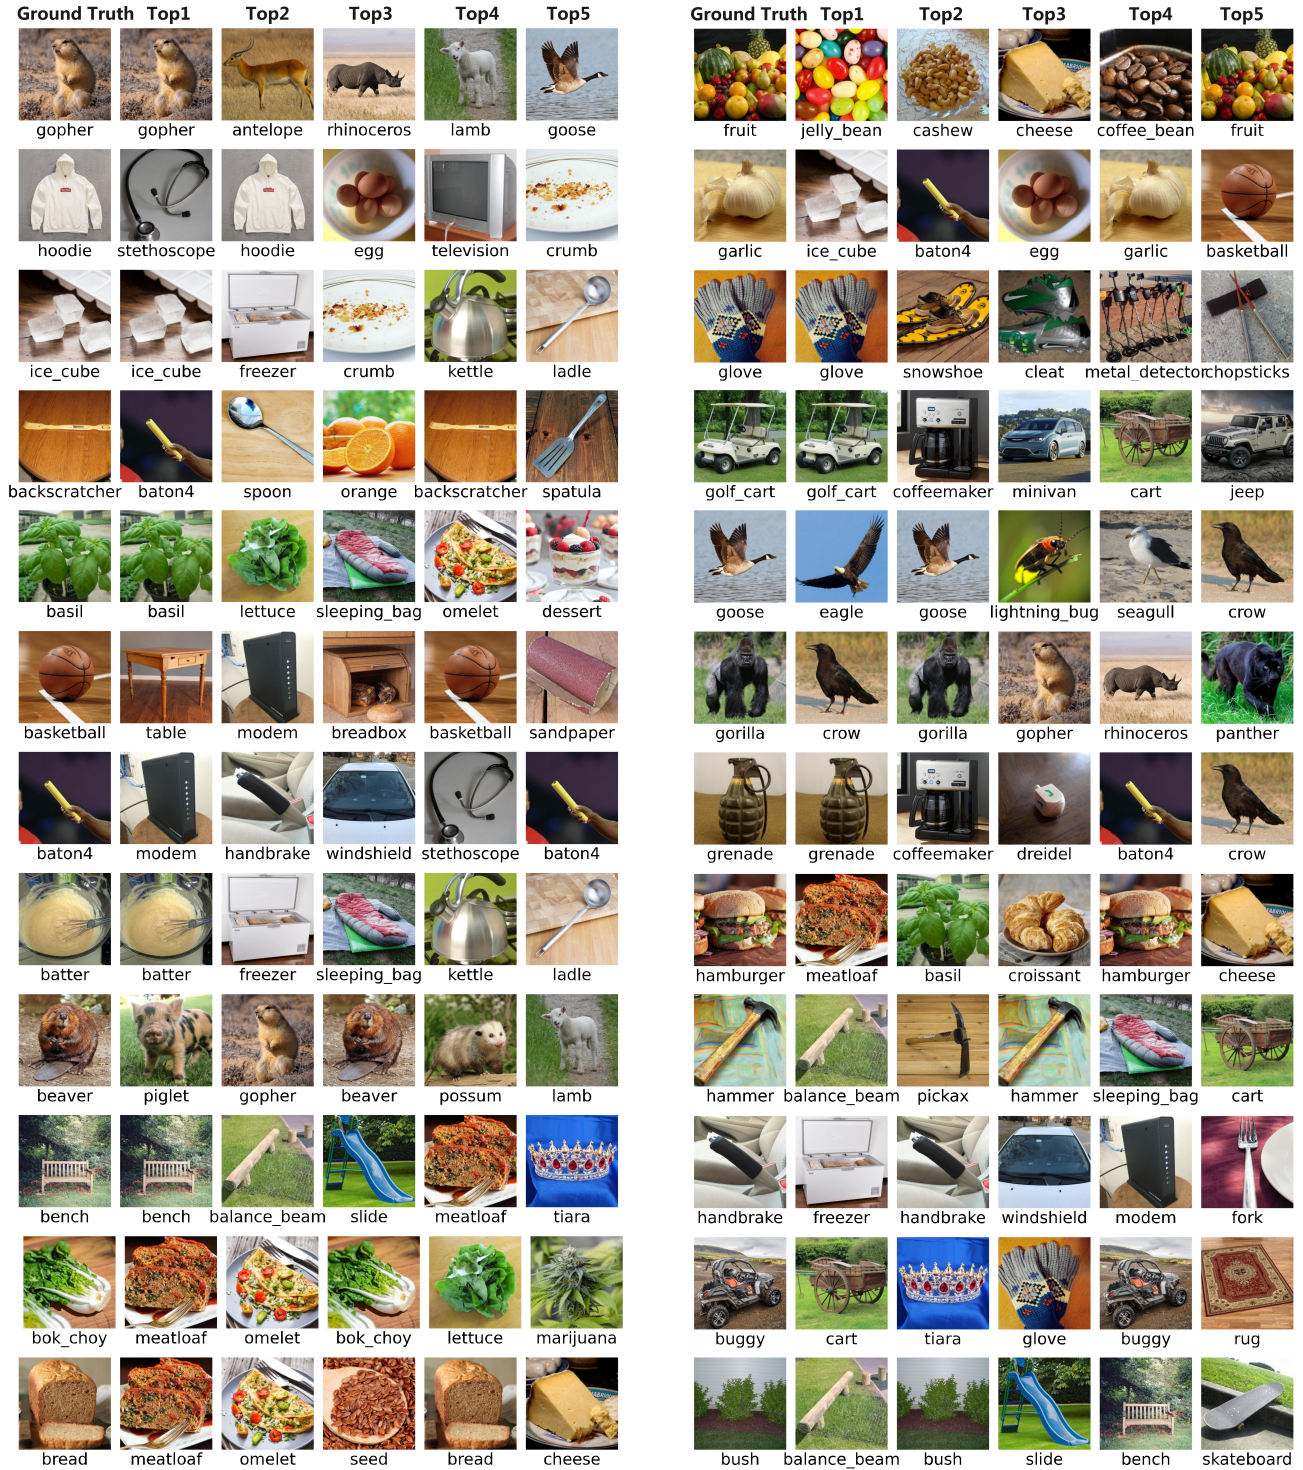 Ground Truth Top1 Top2 Top3 Top4 Top5
gopher gopher antelope rhinoceros lamb goose
hoodie stethoscope hoodie egg television crumb
ice_cube ice_cube freezer crumb kettle ladle
backscratcher baton4 spoon orange backscratcher spatula
basil basil lettuce sleeping_bag omelet dessert
basketball table modem breadbox basketball sandpaper
baton4 modem handbrake windshield stethoscope baton4
batter batter freezer sleeping_bag kettle ladle
beaver piglet gopher beaver possum lamb
bench bench balance_beam slide meatloaf tiara
bok_choy meatloaf omelet bok_choy lettuce marijuana
bread meatloaf omelet seed bread cheese
Ground Truth Top1 Top2 Top3 Top4 Top5
fruit jelly_bean cashew cheese coffee_bean fruit
garlic ice_cube baton4 egg garlic basketball
glove glove snowshoe cleat metal_detector chopsticks
golf_cart golf_cart coffeemaker minivan cart jeep
goose eagle goose lightning_bug seagull crow
gorilla crow gorilla gopher rhinoceros panther
grenade grenade coffeemaker dreidel baton4 crow
hamburger meatloaf basil croissant hamburger cheese
hammer balance_beam pickax hammer sleeping_bag cart
handbrake freezer handbrake windshield modem fork
buggy cart tiara glove buggy rug
bush balance_beam bush slide bench skateboard